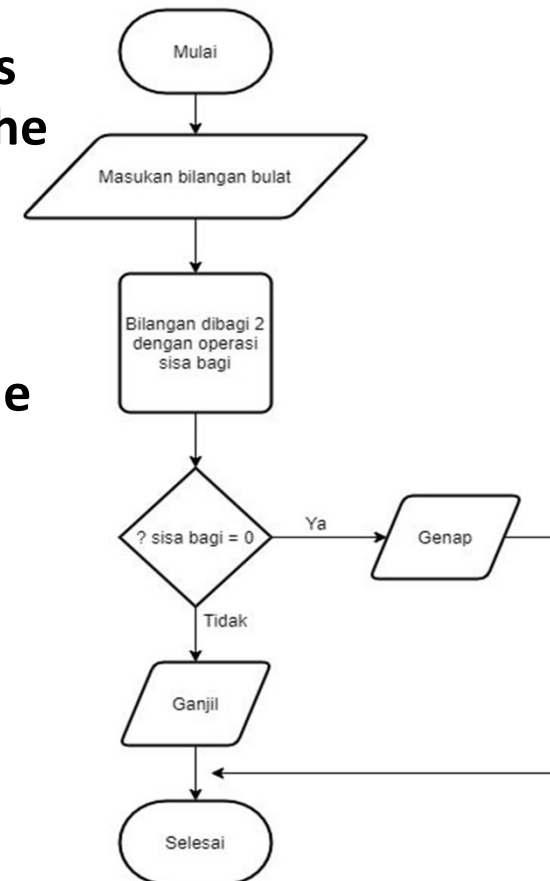 Mulai
s
he
Masukan bilangan bulat
Bilangan dibagi 2
dengan operasi
sisa bagi
e
? sisa bagi = 0
Ya
Genap
Tidak
Ganjil
Selesai